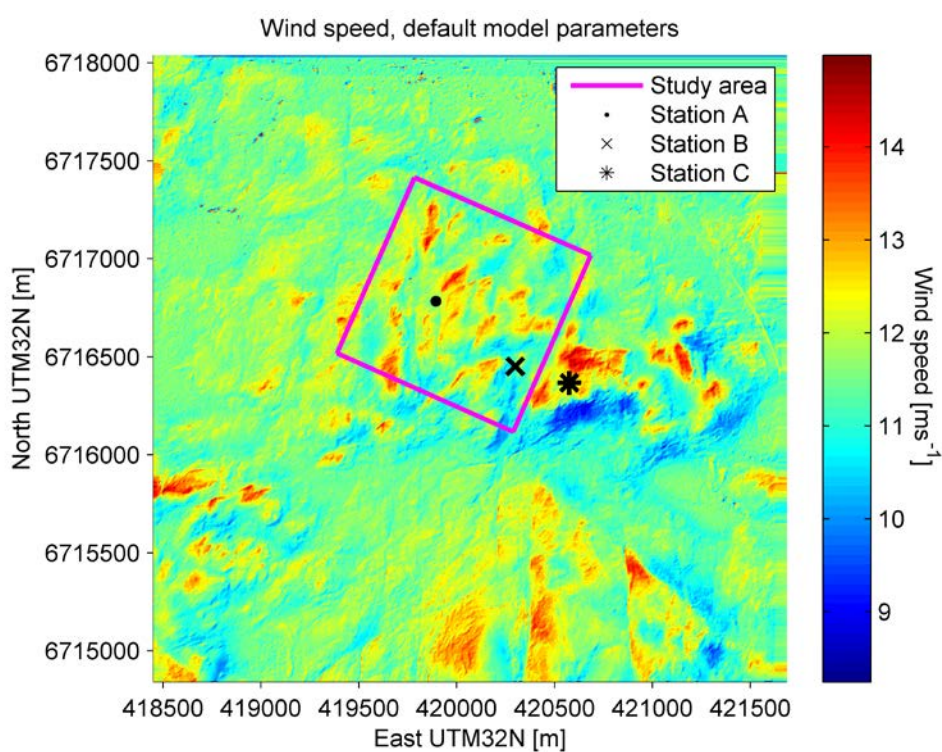 Wind speed, default model parameters
6718000
6717500
6717000
6716500
6716000
6715500
6715000
North UTM32N [m]
418500 419000 419500 420000 420500 421000 421500
East UTM32N [m]
Study area
Station A
Station B
Station C
14
13
12
11
10
9
Wind speed [ms⁻¹]